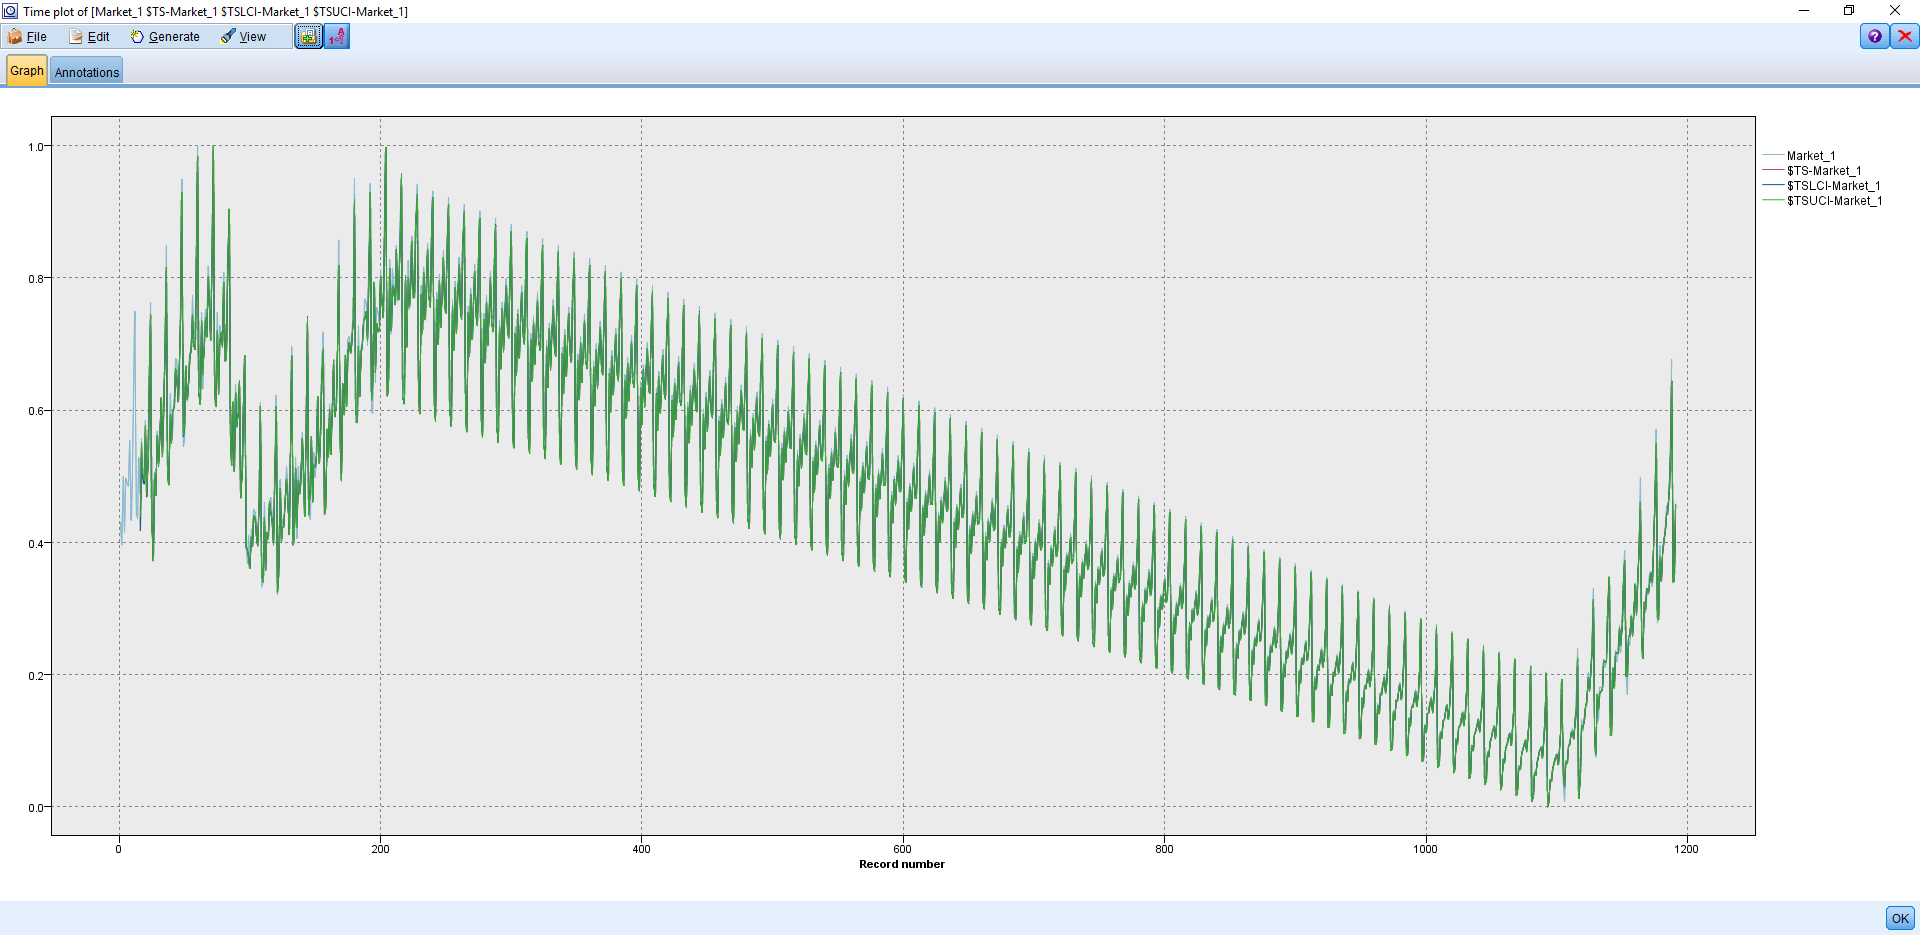 Time plot of [Market_1 $TS-Market_1 $TSLCI-Market_1 $TSUCI-Market_1]
File Edit Generate View
Graph Annotations
1.0
0.8
0.6
0.4
0.2
0.0
0 200 400 600 800 1000 1200
Record number
Market_1
$TS-Market_1
$TSLCI-Market_1
$TSUCI-Market_1
OK